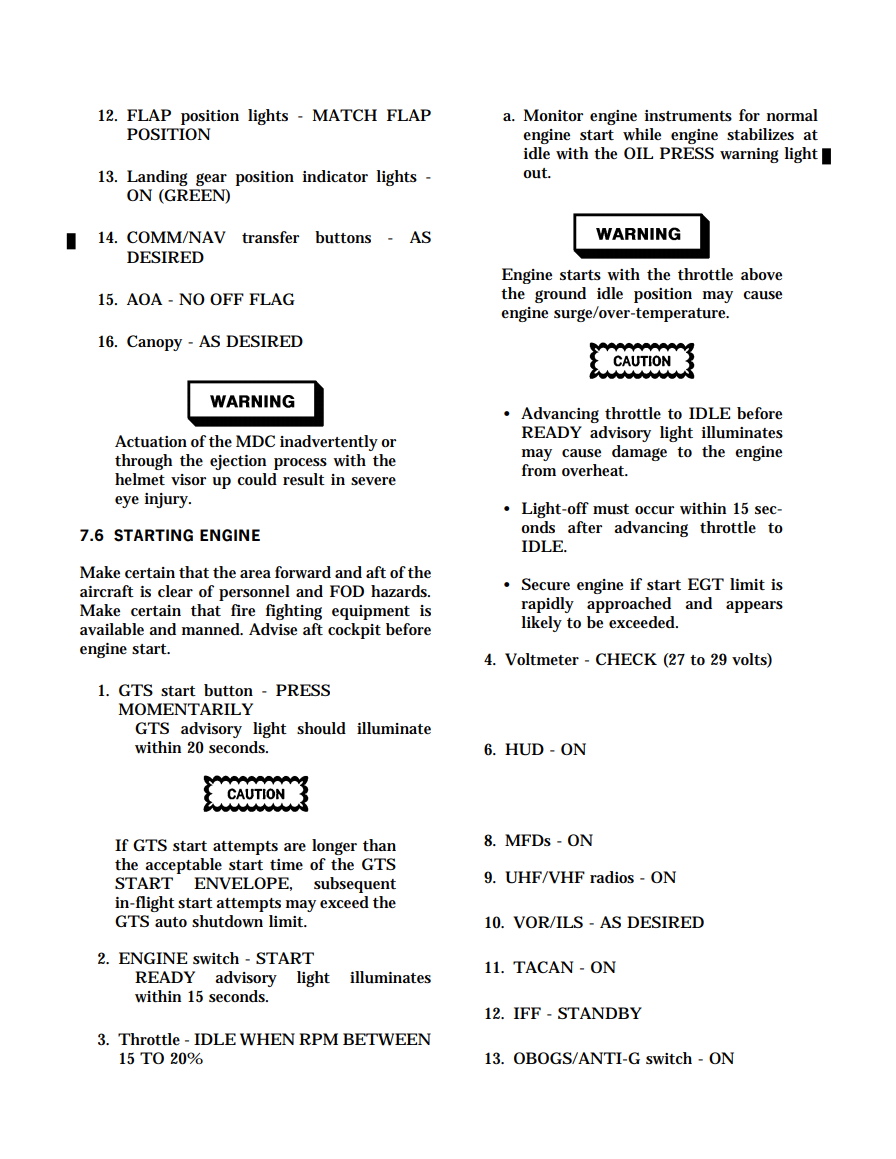 12. FLAP position lights - MATCH FLAP
POSITION
13. Landing gear position indicator lights -
ON (GREEN)
14. COMM/NAV transfer buttons - AS
DESIRED
15. AOA - NO OFF FLAG
16. Canopy - AS DESIRED
WARNING
Actuation of the MDC inadvertently or
through the ejection process with the
helmet visor up could result in severe
eye injury.
7.6 STARTING ENGINE
Make certain that the area forward and aft of the
aircraft is clear of personnel and FOD hazards.
Make certain that fire fighting equipment is
available and manned. Advise aft cockpit before
engine start.
1. GTS start button - PRESS
MOMENTARILY
GTS advisory light should illuminate
within 20 seconds.
CAUTION
If GTS start attempts are longer than
the acceptable start time of the GTS
START ENVELOPE, subsequent
in-flight start attempts may exceed the
GTS auto shutdown limit.
2. ENGINE switch - START
READY advisory light illuminates
within 15 seconds.
3. Throttle - IDLE WHEN RPM BETWEEN
15 TO 20%
a. Monitor engine instruments for normal
engine start while engine stabilizes at
idle with the OIL PRESS warning light
out.
WARNING
Engine starts with the throttle above
the ground idle position may cause
engine surge/over-temperature.
CAUTION
• Advancing throttle to IDLE before
READY advisory light illuminates
may cause damage to the engine
from overheat.
• Light-off must occur within 15 sec-
onds after advancing throttle to
IDLE.
• Secure engine if start EGT limit is
rapidly approached and appears
likely to be exceeded.
4. Voltmeter - CHECK (27 to 29 volts)
6. HUD - ON
8. MFDs - ON
9. UHF/VHF radios - ON
10. VOR/ILS - AS DESIRED
11. TACAN - ON
12. IFF - STANDBY
13. OBOGS/ANTI-G switch - ON